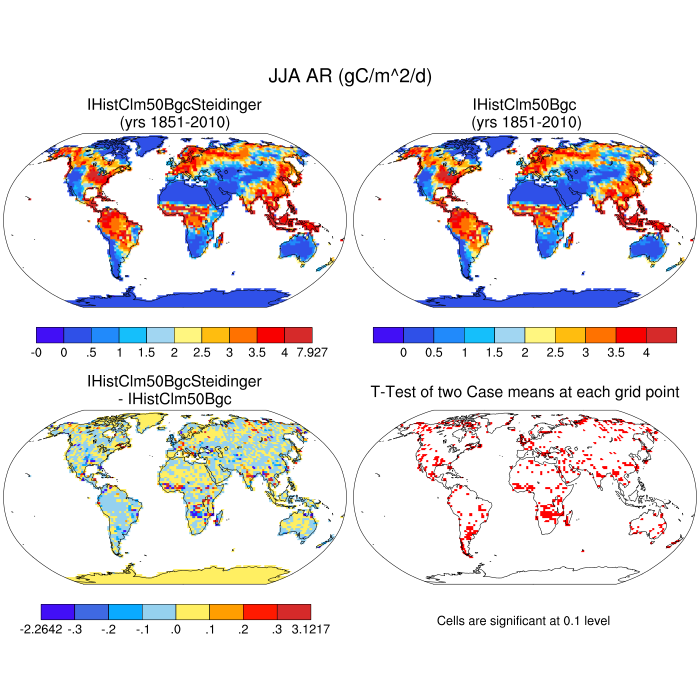 JJA AR (gC/m^2/d)
IHistClm50BgcSteidinger
(yrs 1851-2010)
IHistClm50Bgc
(yrs 1851-2010)
-0 0 .5 1 1.5 2 2.5 3 3.5 4 7.927
0 0.5 1 1.5 2 2.5 3 3.5 4
IHistClm50BgcSteidinger
- IHistClm50Bgc
T-Test of two Case means at each grid point
-2.2642 -.3 -.2 -.1 .0 .1 .2 .3 3.1217
Cells are significant at 0.1 level